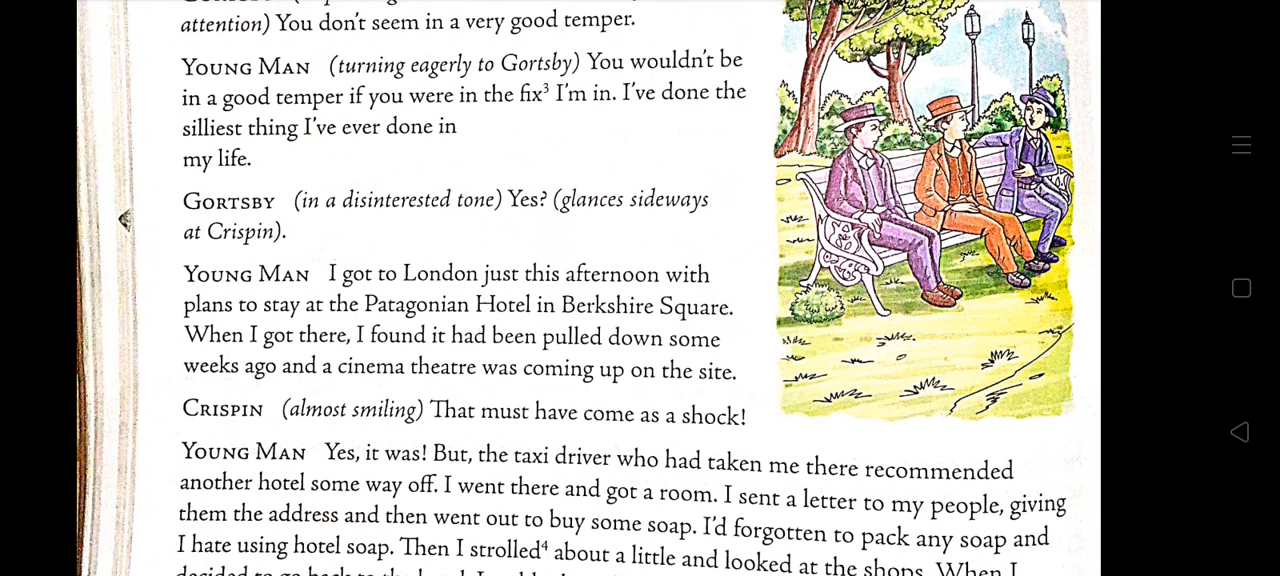 attention) You don't seem in a very good temper.
YOUNG MAN (turning eagerly to Gortsby) You wouldn't be
in a good temper if you were in the fix³ I'm in. I've done the
silliest thing I've ever done in
my life.
GORTSBY (in a disinterested tone) Yes? (glances sideways
at Crispin).
YOUNG MAN I got to London just this afternoon with
plans to stay at the Patagonian Hotel in Berkshire Square.
When I got there, I found it had been pulled down some
weeks ago and a cinema theatre was coming up on the site.
CRISPIN (almost smiling) That must have come as a shock!
YOUNG MAN Yes, it was! But, the taxi driver who had taken me there recommended
another hotel some way off. I went there and got a room. I sent a letter to my people, giving
them the address and then went out to buy some soap. I'd forgotten to pack any soap and
I hate using hotel soap. Then I strolled⁴ about a little and looked at the shops. When I